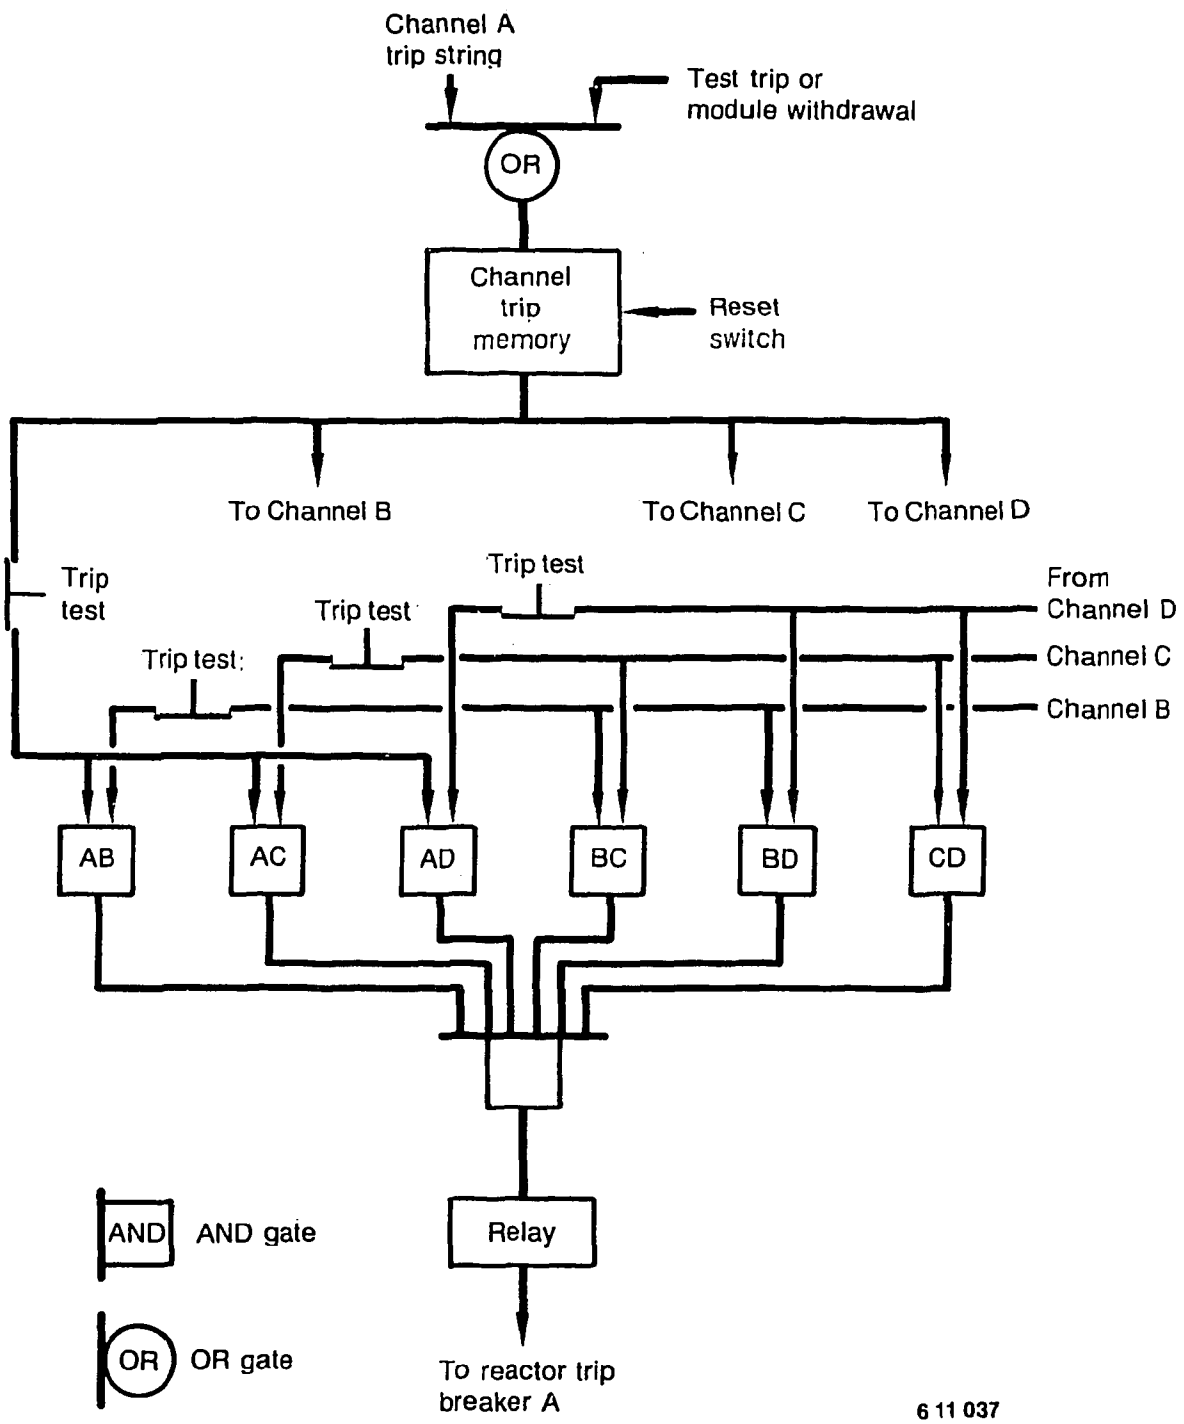 Channel A
trip string
Test trip or
module withdrawal
OR
Channel
trip
memory
Reset
switch
To Channel B
To Channel C
To Channel D
Trip
test
Trip test
Trip test
Trip test:
From
Channel D
Channel C
Channel B
AB
AC
AD
BC
BD
CD
AND
AND gate
Relay
OR
OR gate
To reactor trip
breaker A
6 11 037